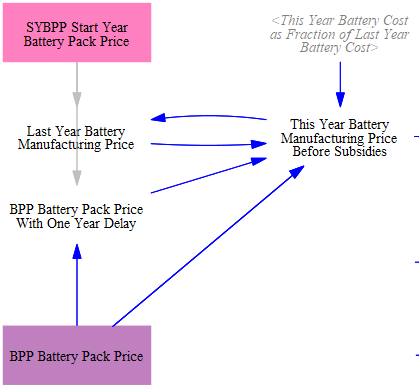 SYBPP Start Year
Battery Pack Price
<This Year Battery Cost
as Fraction of Last Year
Battery Cost>
Last Year Battery
Manufacturing Price
This Year Battery
Manufacturing Price
Before Subsidies
BPP Battery Pack Price
With One Year Delay
BPP Battery Pack Price